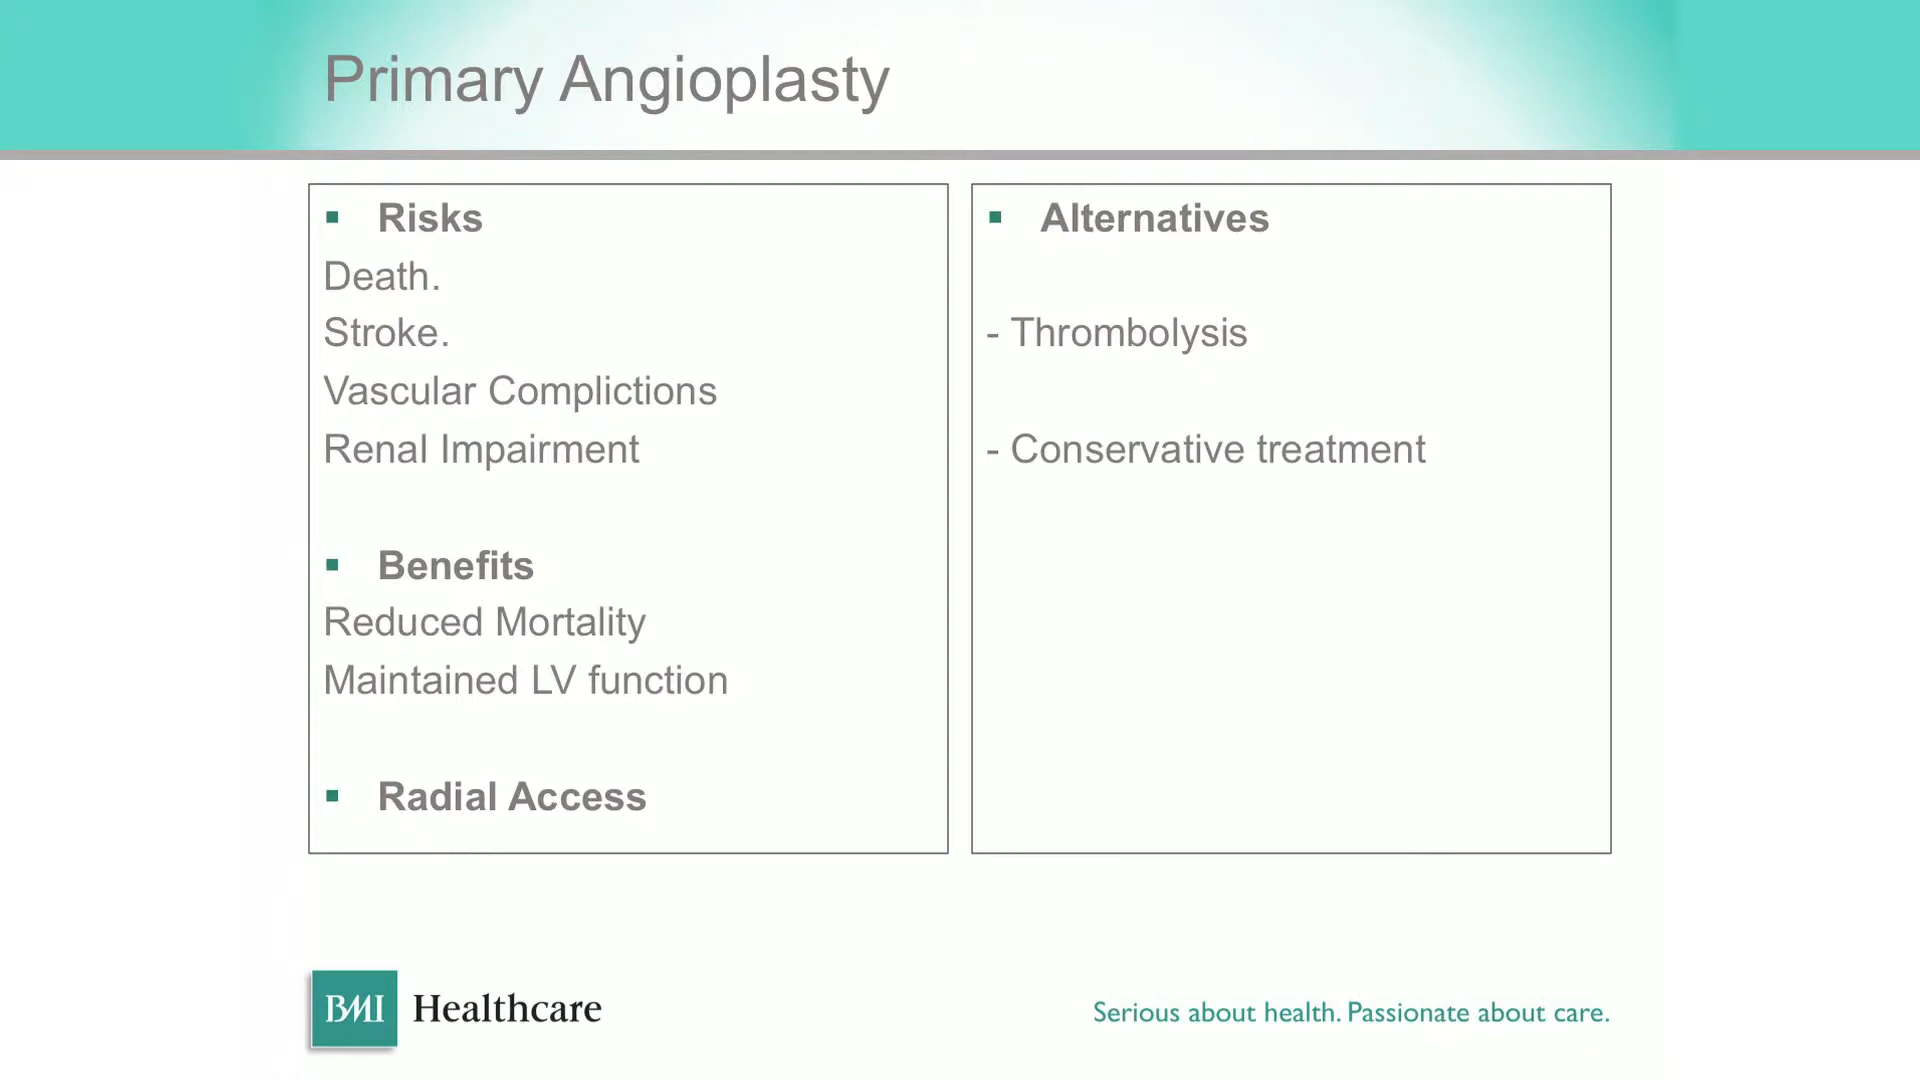 Primary Angioplasty
▪ Risks
Death.
Stroke.
Vascular Complictions
Renal Impairment
▪ Benefits
Reduced Mortality
Maintained LV function
▪ Radial Access
▪ Alternatives
- Thrombolysis
- Conservative treatment
BMI Healthcare
Serious about health. Passionate about care.